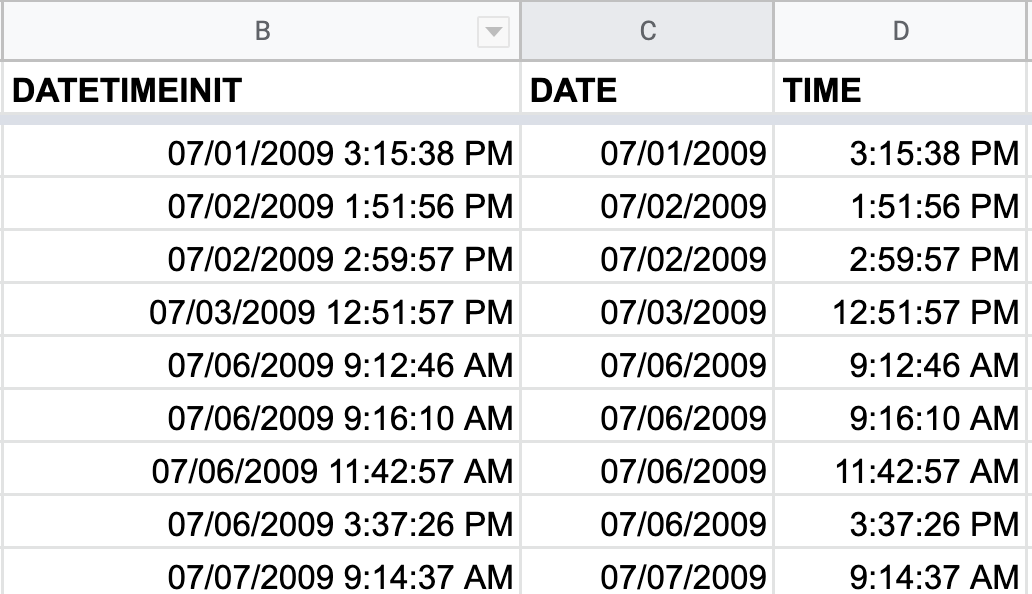 B C D
DATETIMEINIT DATE TIME
07/01/2009 3:15:38 PM 07/01/2009 3:15:38 PM
07/02/2009 1:51:56 PM 07/02/2009 1:51:56 PM
07/02/2009 2:59:57 PM 07/02/2009 2:59:57 PM
07/03/2009 12:51:57 PM 07/03/2009 12:51:57 PM
07/06/2009 9:12:46 AM 07/06/2009 9:12:46 AM
07/06/2009 9:16:10 AM 07/06/2009 9:16:10 AM
07/06/2009 11:42:57 AM 07/06/2009 11:42:57 AM
07/06/2009 3:37:26 PM 07/06/2009 3:37:26 PM
07/07/2009 9:14:37 AM 07/07/2009 9:14:37 AM